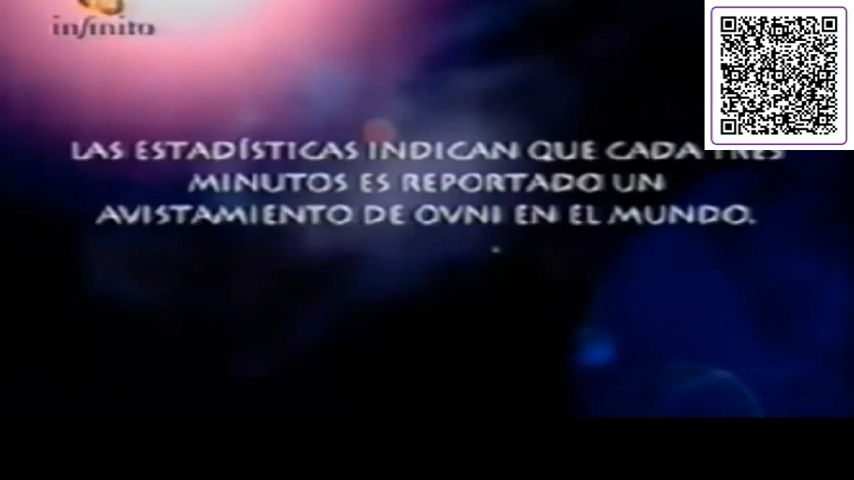 infinito
LAS ESTADÍSTICAS INDICAN QUE CADA TRES
MINUTOS ES REPORTADO UN
AVISTAMIENTO DE OVNI EN EL MUNDO.